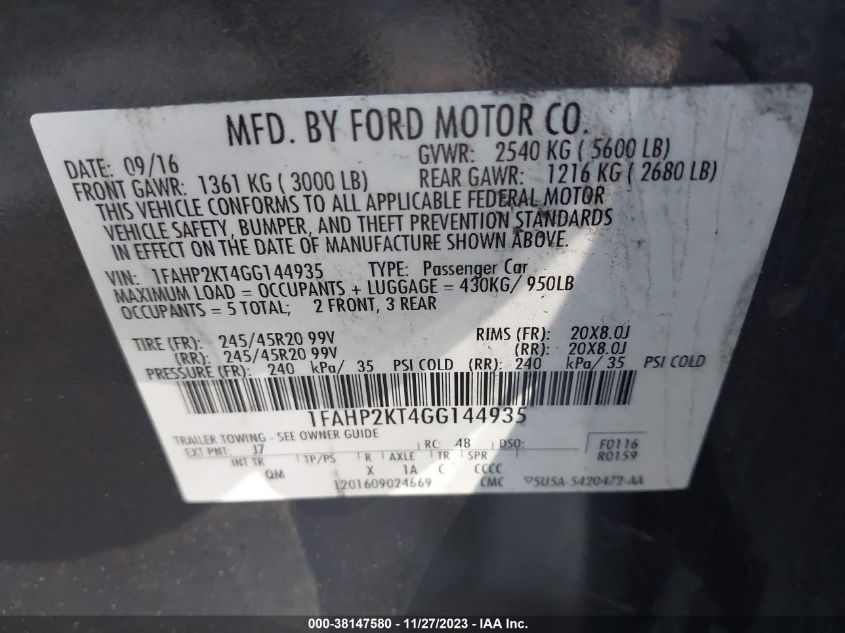 MFD. BY FORD MOTOR CO.
DATE: 09/16 GVWR: 2540 KG ( 5600 LB)
FRONT GAWR: 1361 KG ( 3000 LB) REAR GAWR: 1216 KG ( 2680 LB)
THIS VEHICLE CONFORMS TO ALL APPLICABLE FEDERAL MOTOR
VEHICLE SAFETY, BUMPER, AND THEFT PREVENTION STANDARDS
IN EFFECT ON THE DATE OF MANUFACTURE SHOWN ABOVE.
VIN: 1FAHP2KT4GG144935 TYPE: Passenger Car
MAXIMUM LOAD = OCCUPANTS + LUGGAGE = 430KG/ 950LB
OCCUPANTS = 5 TOTAL; 2 FRONT, 3 REAR
TIRE (FR): 245/45R20 99V RIMS (FR): 20X8.0J
(RR): 245/45R20 99V (RR): 20X8.0J
PRESSURE (FR): 240 kPa/ 35 PSI COLD (RR): 240 kPa/ 35 PSI COLD
1FAHP2KT4GG144935
TRAILER TOWING - SEE OWNER GUIDE
EXT PNT: J7 RC: 48 DSO: F0116
R0159
INT TR TP/PS R AXLE TR SPR
QM X 1A C CCCC
1201609024669 CMC ▽5U5A-5420472-AA
000-38147580 - 11/27/2023 - IAA Inc.